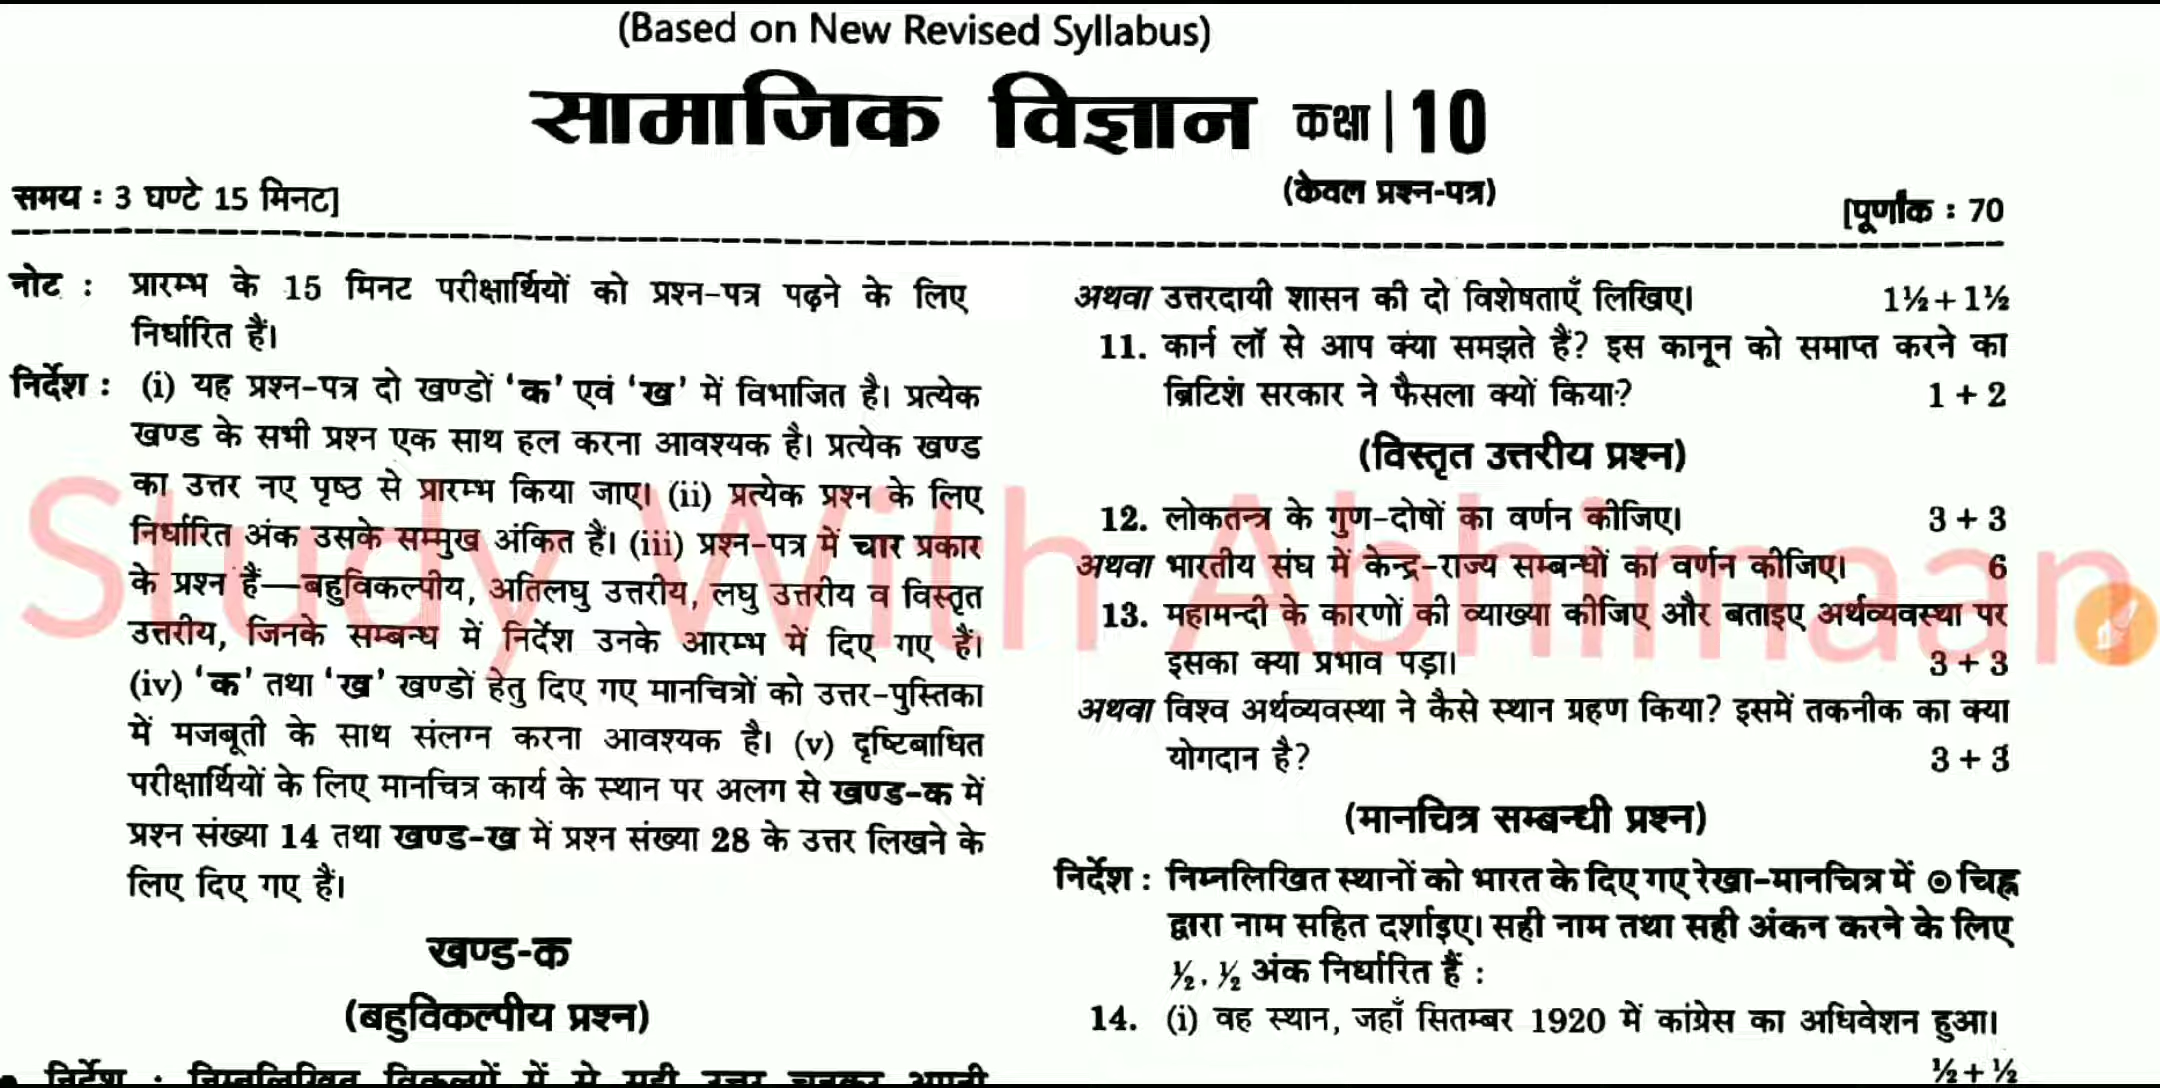 (Based on New Revised Syllabus)
सामाजिक विज्ञान कक्षा | 10
(केवल प्रश्न-पत्र)
समय : 3 घण्टे 15 मिनट]
[पूर्णांक : 70
नोट : प्रारम्भ के 15 मिनट परीक्षार्थियों को प्रश्न-पत्र पढ़ने के लिए
निर्धारित हैं।
निर्देश : (i) यह प्रश्न-पत्र दो खण्डों ‘क’ एवं ‘ख’ में विभाजित है। प्रत्येक
खण्ड के सभी प्रश्न एक साथ हल करना आवश्यक है। प्रत्येक खण्ड
का उत्तर नए पृष्ठ से प्रारम्भ किया जाए। (ii) प्रत्येक प्रश्न के लिए
निर्धारित अंक उसके सम्मुख अंकित हैं। (iii) प्रश्न-पत्र में चार प्रकार
के प्रश्न हैं—बहुविकल्पीय, अतिलघु उत्तरीय, लघु उत्तरीय व विस्तृत
उत्तरीय, जिनके सम्बन्ध में निर्देश उनके आरम्भ में दिए गए हैं।
(iv) ‘क’ तथा ‘ख’ खण्डों हेतु दिए गए मानचित्रों को उत्तर-पुस्तिका
में मजबूती के साथ संलग्न करना आवश्यक है। (v) दृष्टिबाधित
परीक्षार्थियों के लिए मानचित्र कार्य के स्थान पर अलग से खण्ड-क में
प्रश्न संख्या 14 तथा खण्ड-ख में प्रश्न संख्या 28 के उत्तर लिखने के
लिए दिए गए हैं।
खण्ड-क
(बहुविकल्पीय प्रश्न)
निर्देश : निम्नलिखित विकल्पों में से सही उत्तर चुनकर अपनी
अथवा उत्तरदायी शासन की दो विशेषताएँ लिखिए। 1½ + 1½
11. कार्न लॉ से आप क्या समझते हैं? इस कानून को समाप्त करने का
ब्रिटिश सरकार ने फैसला क्यों किया? 1 + 2
(विस्तृत उत्तरीय प्रश्न)
12. लोकतन्त्र के गुण-दोषों का वर्णन कीजिए। 3 + 3
अथवा भारतीय संघ में केन्द्र-राज्य सम्बन्धों का वर्णन कीजिए। 6
13. महामन्दी के कारणों की व्याख्या कीजिए और बताइए अर्थव्यवस्था पर
इसका क्या प्रभाव पड़ा। 3 + 3
अथवा विश्व अर्थव्यवस्था ने कैसे स्थान ग्रहण किया? इसमें तकनीक का क्या
योगदान है? 3 + 3
(मानचित्र सम्बन्धी प्रश्न)
निर्देश : निम्नलिखित स्थानों को भारत के दिए गए रेखा-मानचित्र में ⊙ चिह्न
द्वारा नाम सहित दर्शाइए। सही नाम तथा सही अंकन करने के लिए
½, ½ अंक निर्धारित हैं :
14. (i) वह स्थान, जहाँ सितम्बर 1920 में कांग्रेस का अधिवेशन हुआ।
½ + ½
Study With Abhimaan